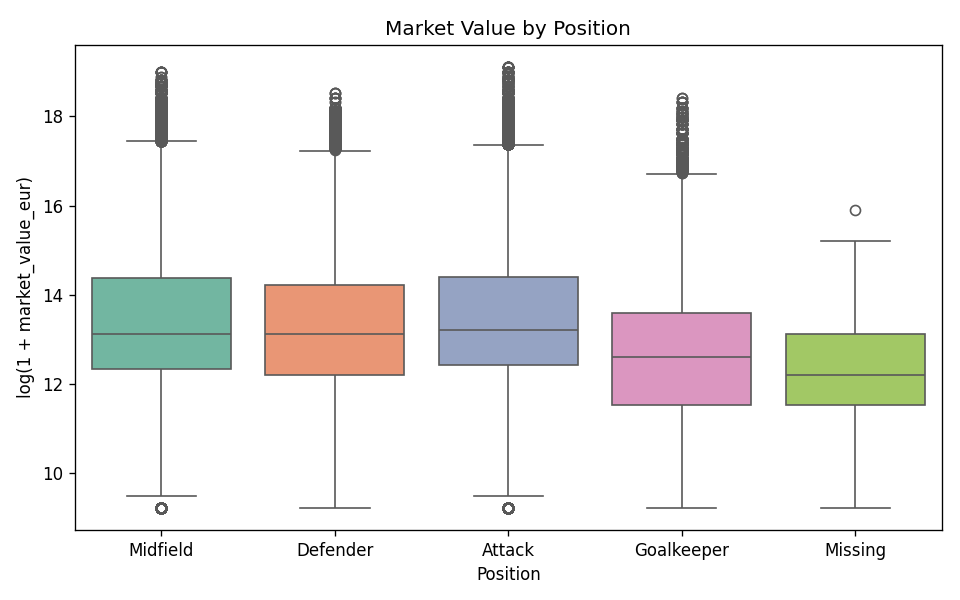 Market Value by Position
log(1 + market_value_eur)
18
16
14
12
10
Midfield Defender Attack Goalkeeper Missing
Position